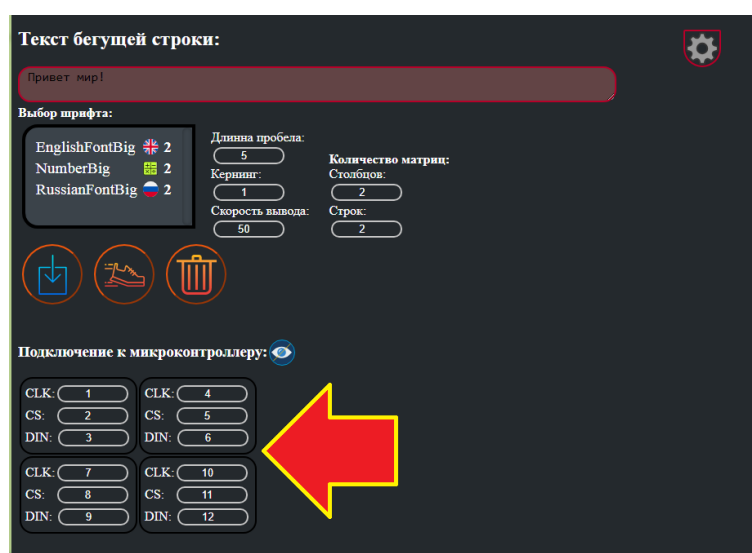 Текст бегущей строки:
Привет мир!
Выбор шрифта:
EnglishFontBig 2
NumberBig 2
RussianFontBig 2
Длинна пробела:
5
Кернинг:
1
Скорость вывода:
50
Количество матриц:
Столбцов:
2
Строк:
2
Подключение к микроконтроллеру:
CLK: 1
CS: 2
DIN: 3
CLK: 4
CS: 5
DIN: 6
CLK: 7
CS: 8
DIN: 9
CLK: 10
CS: 11
DIN: 12